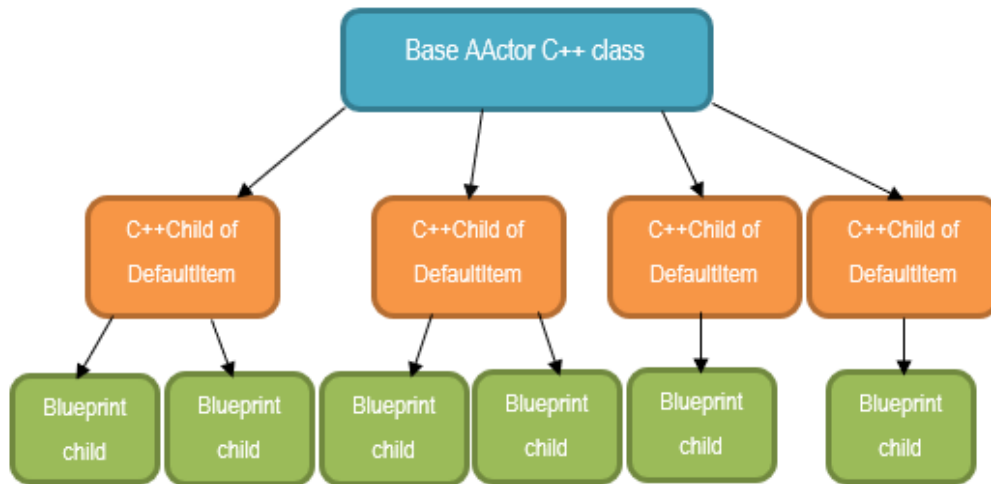 Base AActor C++ class
C++Child of
DefaultItem
C++Child of
DefaultItem
C++Child of
DefaultItem
C++Child of
DefaultItem
Blueprint
child
Blueprint
child
Blueprint
child
Blueprint
child
Blueprint
child
Blueprint
child